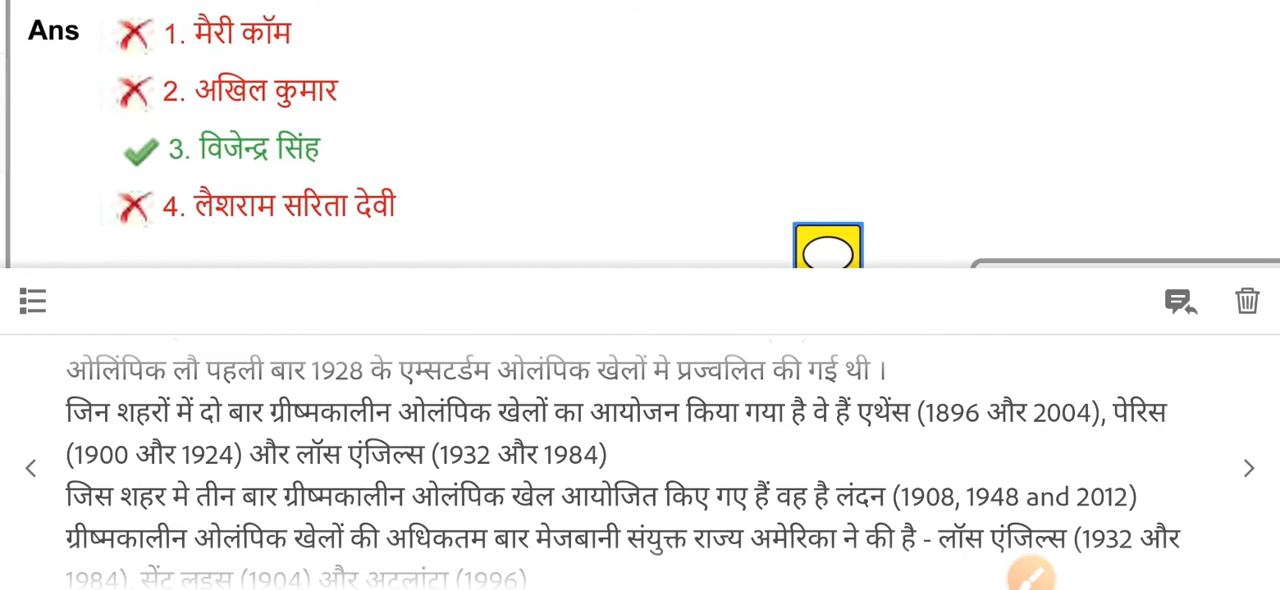 Ans
1. मैरी कॉम
2. अखिल कुमार
3. विजेन्द्र सिंह
4. लैशराम सरिता देवी
ओलिंपिक लौ पहली बार 1928 के एम्सटर्डम ओलंपिक खेलों मे प्रज्वलित की गई थी ।
जिन शहरों में दो बार ग्रीष्मकालीन ओलंपिक खेलों का आयोजन किया गया है वे हैं एथेंस (1896 और 2004), पेरिस
(1900 और 1924) और लॉस एंजिल्स (1932 और 1984)
जिस शहर मे तीन बार ग्रीष्मकालीन ओलंपिक खेल आयोजित किए गए हैं वह है लंदन (1908, 1948 and 2012)
ग्रीष्मकालीन ओलंपिक खेलों की अधिकतम बार मेजबानी संयुक्त राज्य अमेरिका ने की है - लॉस एंजिल्स (1932 और
1984), सेंट लुइस (1904) और अटलांटा (1996)